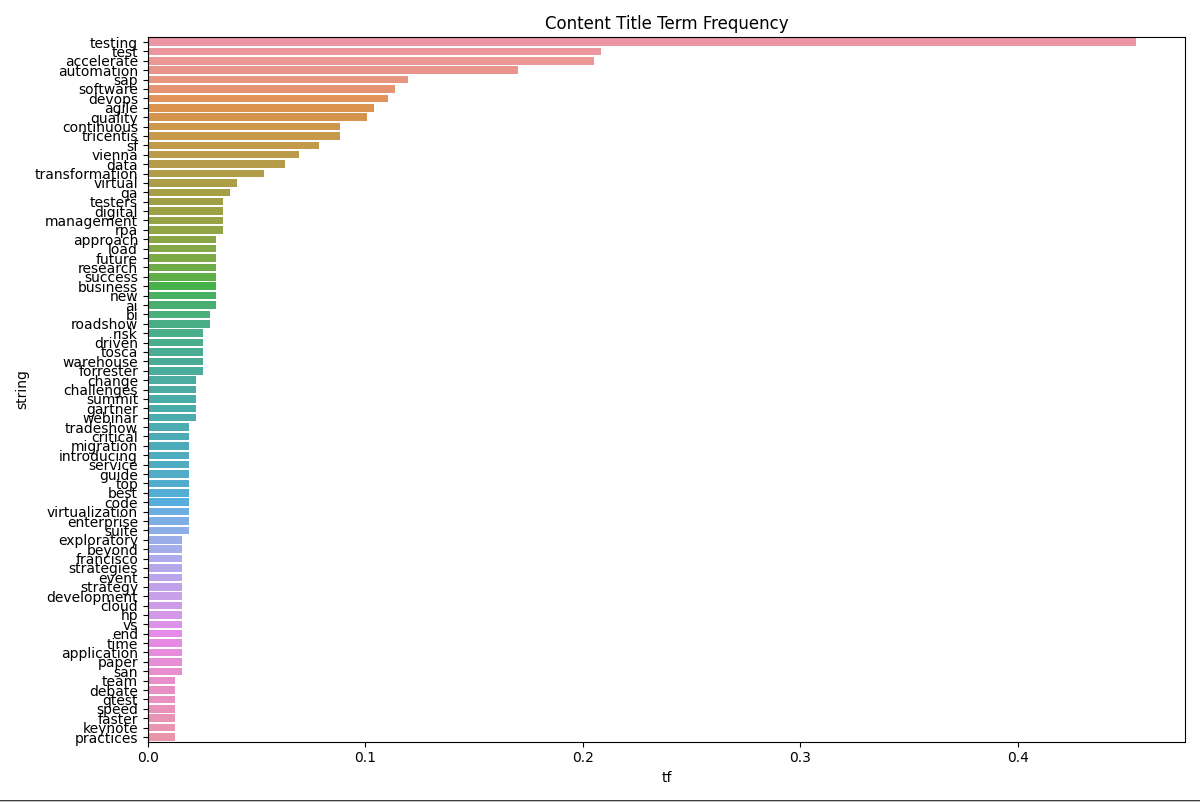 Content Title Term Frequency
testing
test
accelerate
automation
sap
software
devops
agile
quality
continuous
tricentis
sf
vienna
data
transformation
virtual
qa
testers
digital
management
rpa
approach
load
future
research
success
business
new
ai
bi
roadshow
risk
driven
tosca
warehouse
forrester
change
challenges
summit
gartner
webinar
tradeshow
critical
migration
introducing
service
guide
top
best
code
virtualization
enterprise
suite
exploratory
beyond
francisco
strategies
event
strategy
development
cloud
hp
vs
end
time
application
paper
san
team
debate
qtest
speed
faster
keynote
practices
string
0.0 0.1 0.2 0.3 0.4
tf